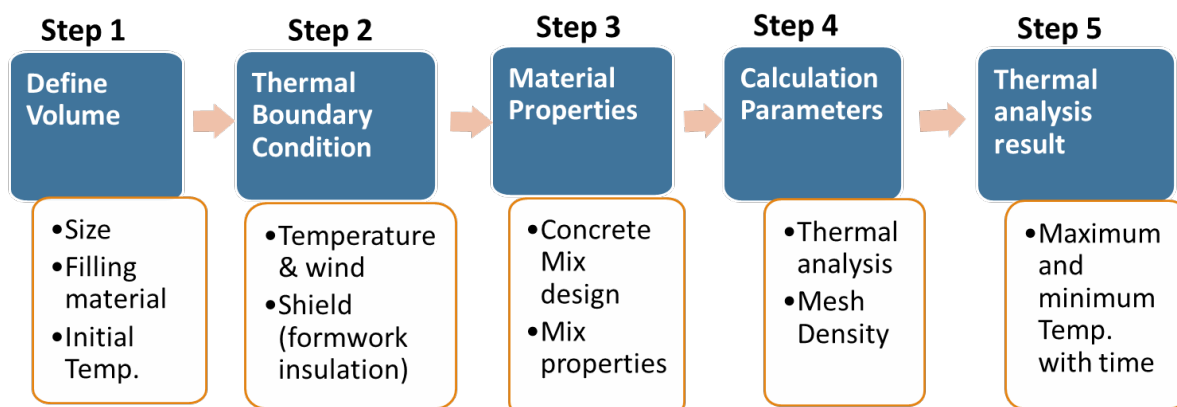 Step 1
Define
Volume
•Size
•Filling
material
•Initial
Temp.
Step 2
Thermal
Boundary
Condition
•Temperature
& wind
•Shield
(formwork
insulation)
Step 3
Material
Properties
•Concrete
Mix
design
•Mix
properties
Step 4
Calculation
Parameters
•Thermal
analysis
•Mesh
Density
Step 5
Thermal
analysis
result
•Maximum
and
minimum
Temp.
with time